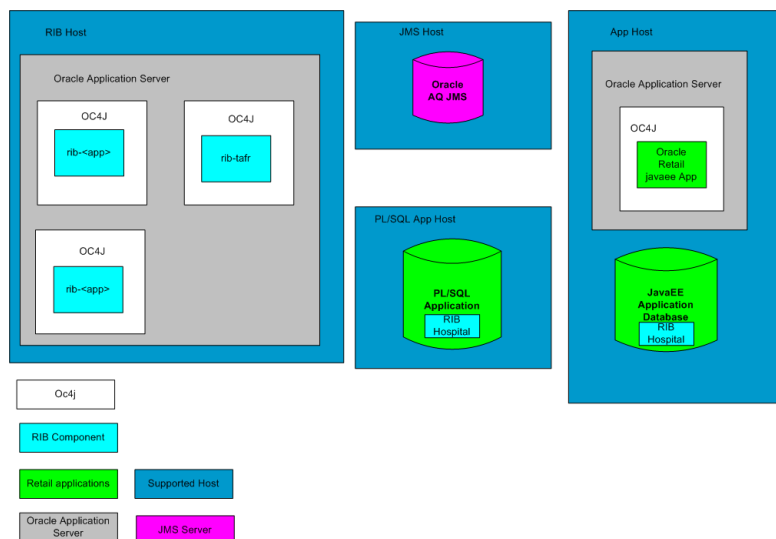 RIB Host
Oracle Application Server
OC4J
rib-<app>
OC4J
rib-tafr
OC4J
rib-<app>
JMS Host
Oracle
AQ JMS
PL/SQL App Host
PL/SQL
Application
RIB
Hospital
App Host
Oracle Application Server
OC4J
Oracle
Retail
javaee App
JavaEE
Application
Database
RIB
Hospital
Oc4j
RIB Component
Retail applications
Supported Host
Oracle Application
Server
JMS Server